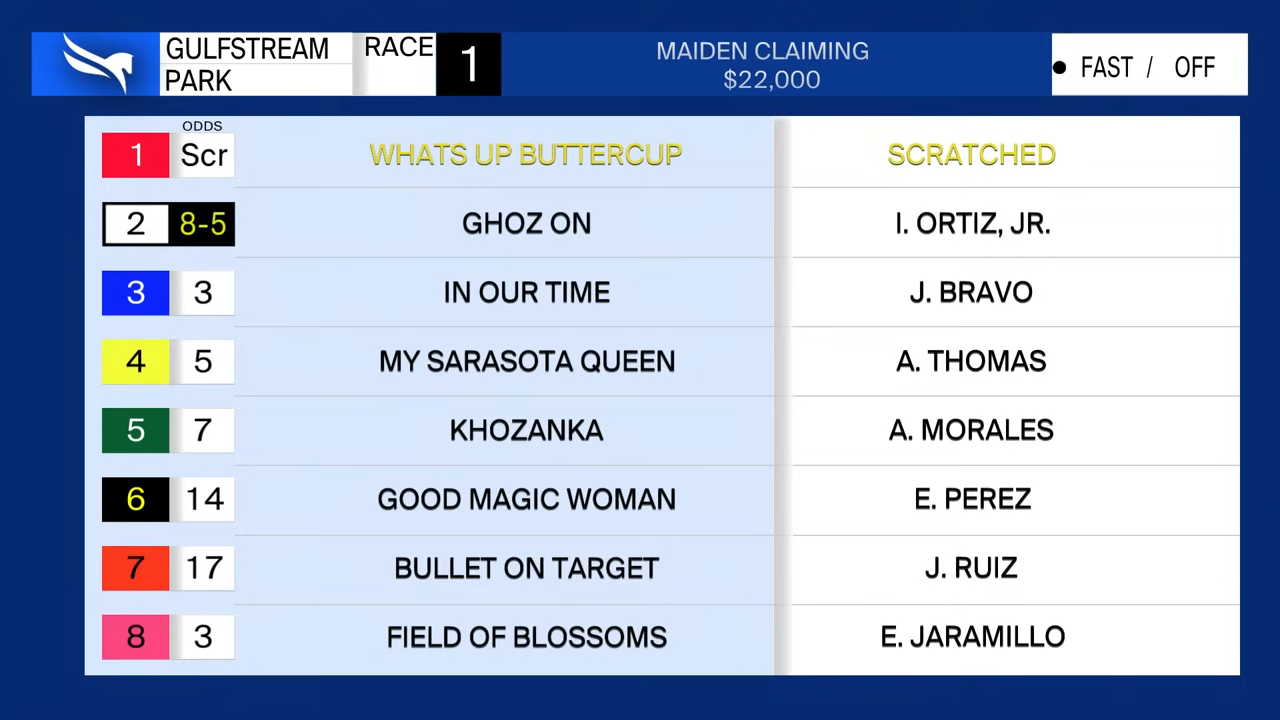 GULFSTREAM
PARK
RACE
1
MAIDEN CLAIMING
$22,000
FAST / OFF
ODDS
1 Scr WHATS UP BUTTERCUP SCRATCHED
2 8-5 GHOZ ON I. ORTIZ, JR.
3 3 IN OUR TIME J. BRAVO
4 5 MY SARASOTA QUEEN A. THOMAS
5 7 KHOZANKA A. MORALES
6 14 GOOD MAGIC WOMAN E. PEREZ
7 17 BULLET ON TARGET J. RUIZ
8 3 FIELD OF BLOSSOMS E. JARAMILLO